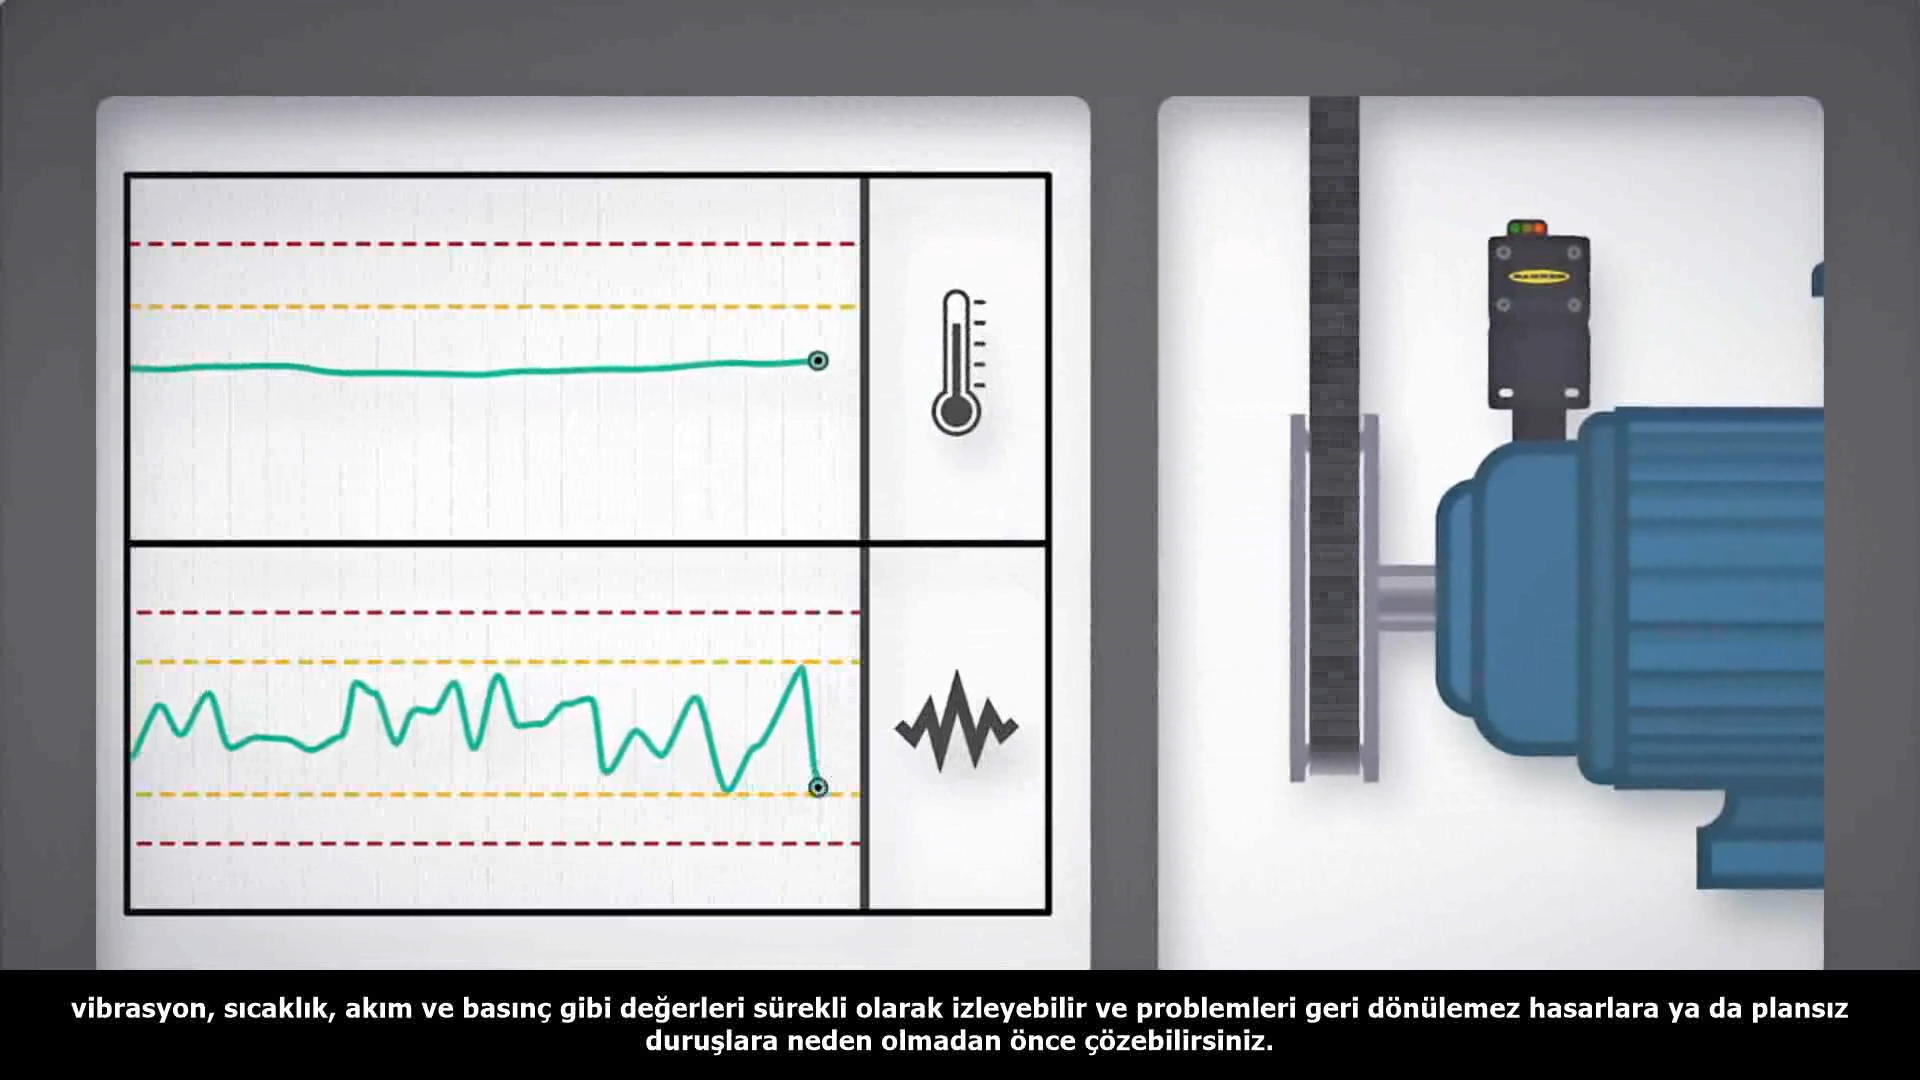 vibrasyon, sıcaklık, akım ve basınç gibi değerleri sürekli olarak izleyebilir ve problemleri geri dönülemez hasarlara ya da plansız
duruşlara neden olmadan önce çözebilirsiniz.